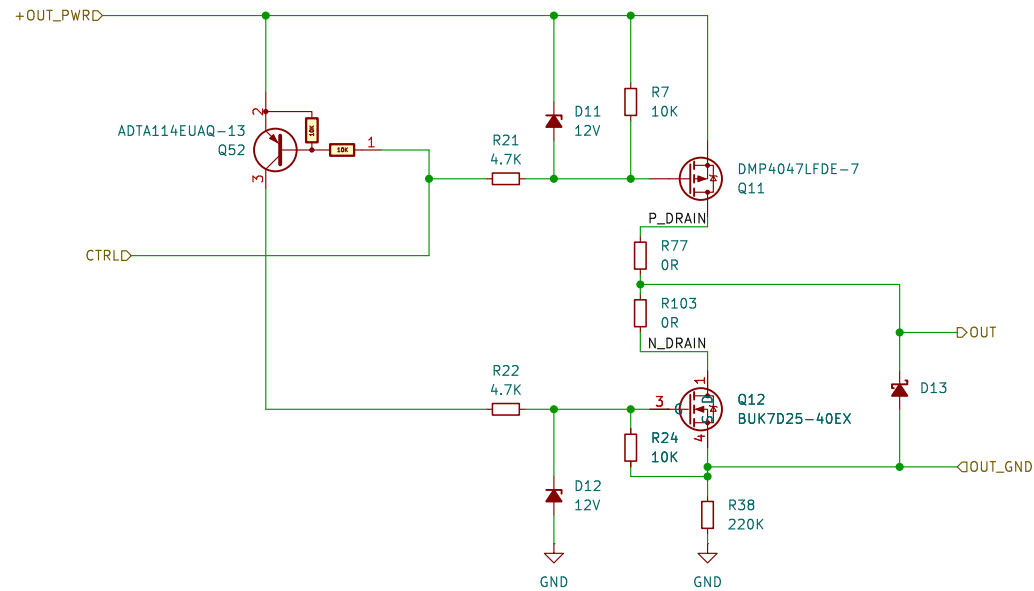 +OUT_PWR
D11
12V
R7
10K
ADTA114EUAQ-13
Q52
2
10K
10K
1
3
R21
4.7K
DMP4047LFDE-7
Q11
P_DRAIN
CTRL
R77
0R
R103
0R
OUT
N_DRAIN
R22
4.7K
D13
1
3
G
S
D
4
Q12
BUK7D25-40EX
R24
10K
OUT_GND
D12
12V
R38
220K
GND
GND